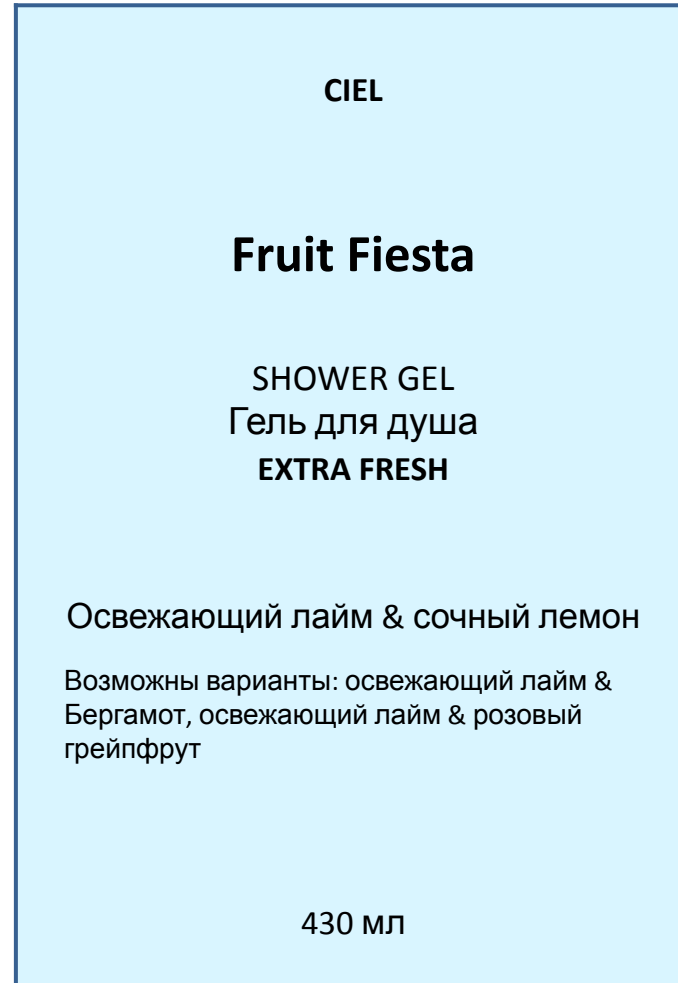 CIEL
Fruit Fiesta
SHOWER GEL
Гель для душа
EXTRA FRESH
Освежающий лайм & сочный лемон
Возможны варианты: освежающий лайм &
Бергамот, освежающий лайм & розовый
грейпфрут
430 мл